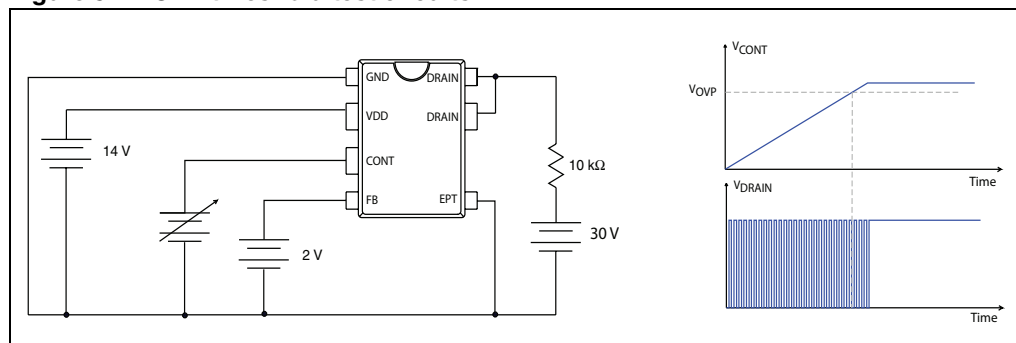 GND
DRAIN
VDD
DRAIN
CONT
FB
EPT
14 V
2 V
10 kΩ
30 V
VCONT
VOVP
Time
VDRAIN
Time